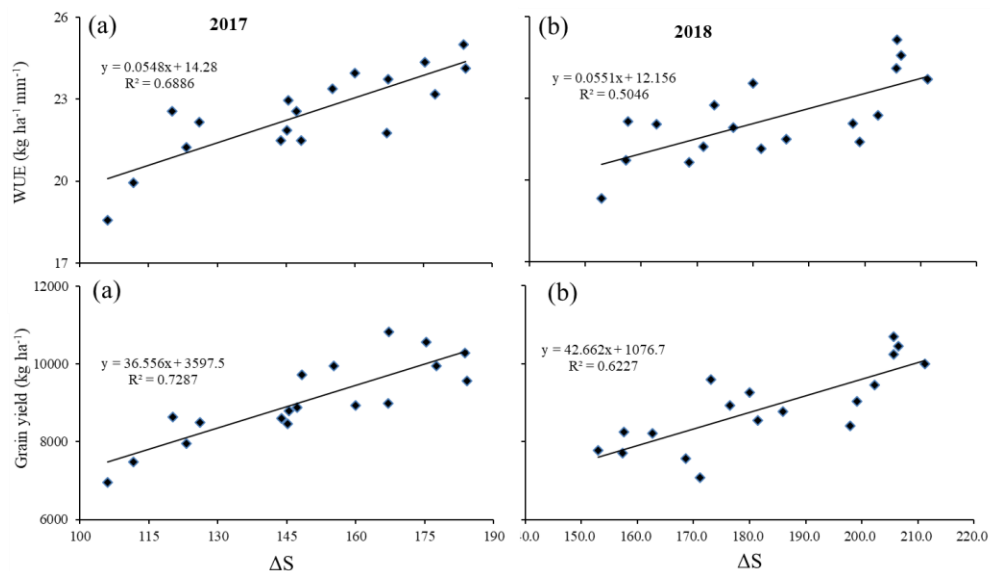 (a)
2017
y = 0.0548x + 14.28
R² = 0.6886
26
23
20
17
WUE (kg ha⁻¹ mm⁻¹)
(b)
2018
y = 0.0551x + 12.156
R² = 0.5046
(a)
y = 36.556x + 3597.5
R² = 0.7287
12000
10000
8000
6000
Grain yield (kg ha⁻¹)
100 115 130 145 160 175 190
ΔS
(b)
y = 42.662x + 1076.7
R² = 0.6227
40.0 150.0 160.0 170.0 180.0 190.0 200.0 210.0 220.0
ΔS